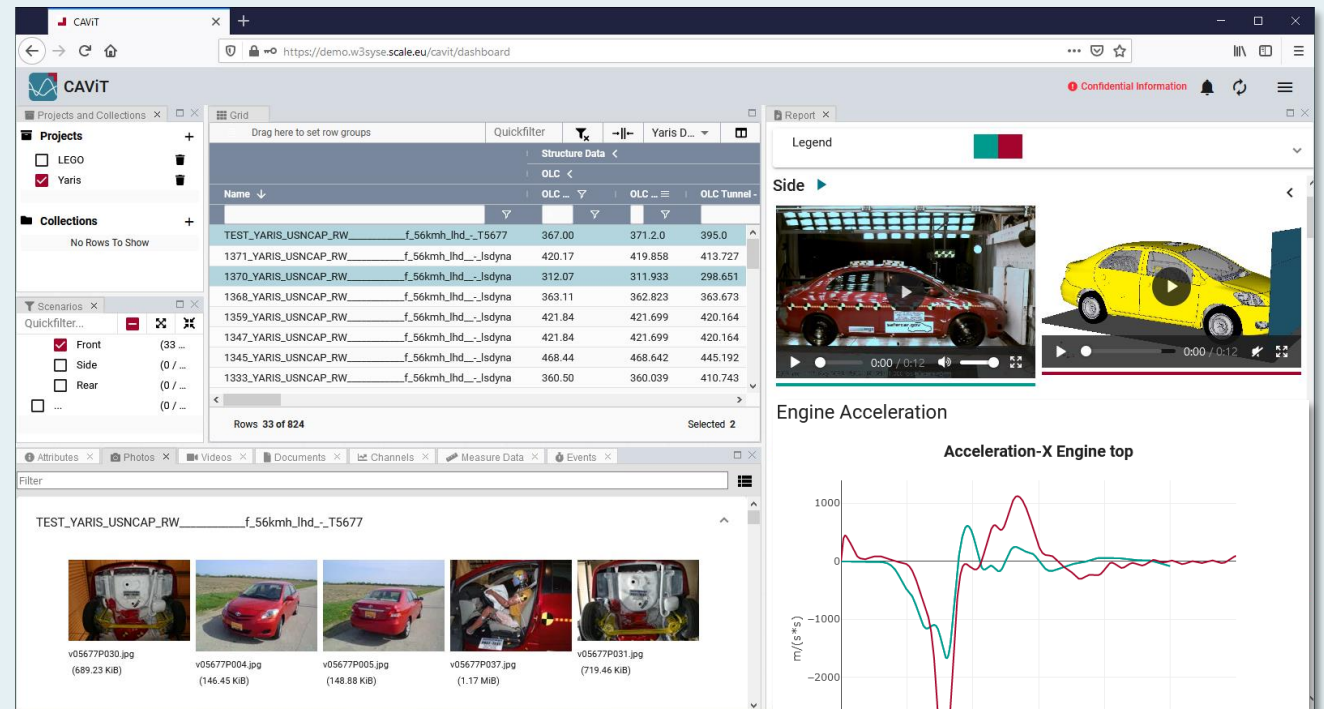 CAViT
https://demo.w3syse.scale.eu/cavit/dashboard
CAViT
Confidential Information
Projects and Collections
Projects
LEGO
Yaris
Collections
No Rows To Show
Scenarios
Quickfilter...
Front (33 ...
Side (0 / ...
Rear (0 / ...
... (0 / ...
Grid
Drag here to set row groups Quickfilter Yaris D...
Structure Data
OLC
Name OLC ... OLC ... OLC Tunnel -
TEST_YARIS_USNCAP_RW___________f_56kmh_lhd_-_T5677 367.00 371.2.0 395.0
1371_YARIS_USNCAP_RW___________f_56kmh_lhd__-_lsdyna 420.17 419.858 413.727
1370_YARIS_USNCAP_RW___________f_56kmh_lhd__-_lsdyna 312.07 311.933 298.651
1368_YARIS_USNCAP_RW___________f_56kmh_lhd__-_lsdyna 363.11 362.823 363.673
1359_YARIS_USNCAP_RW___________f_56kmh_lhd__-_lsdyna 421.84 421.699 420.164
1347_YARIS_USNCAP_RW___________f_56kmh_lhd__-_lsdyna 421.84 421.699 420.164
1345_YARIS_USNCAP_RW___________f_56kmh_lhd__-_lsdyna 468.44 468.642 445.192
1333_YARIS_USNCAP_RW___________f_56kmh_lhd__-_lsdyna 360.50 360.039 410.743
Rows 33 of 824 Selected 2
Attributes Photos Videos Documents Channels Measure Data Events
Filter
TEST_YARIS_USNCAP_RW___________f_56kmh_lhd_-_T5677
v05677P030.jpg
(689.23 KiB)
v05677P004.jpg
(146.45 KiB)
v05677P005.jpg
(148.88 KiB)
v05677P037.jpg
(1.17 MiB)
v05677P031.jpg
(719.46 KiB)
Report
Legend
Side
safercar.gov
0:00 / 0:12
0:00 / 0:12
Engine Acceleration
Acceleration-X Engine top
1000
0
−1000
−2000
m/(s*s)